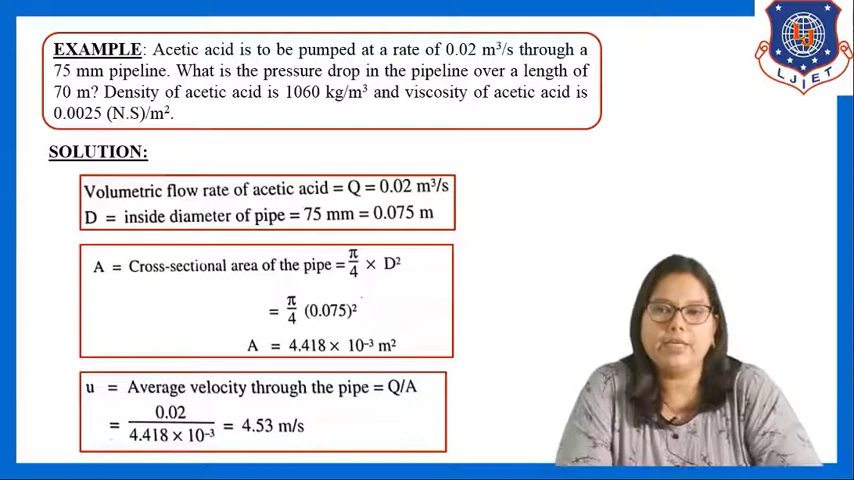 EXAMPLE: Acetic acid is to be pumped at a rate of 0.02 m³/s through a
75 mm pipeline. What is the pressure drop in the pipeline over a length of
70 m? Density of acetic acid is 1060 kg/m³ and viscosity of acetic acid is
0.0025 (N.S)/m².
SOLUTION:
Volumetric flow rate of acetic acid = Q = 0.02 m³/s
D = inside diameter of pipe = 75 mm = 0.075 m
A = Cross-sectional area of the pipe = π/4 × D²
= π/4 (0.075)²
A = 4.418 × 10⁻³ m²
u = Average velocity through the pipe = Q/A
= 0.02 / 4.418 × 10⁻³ = 4.53 m/s
LJ
LJIET